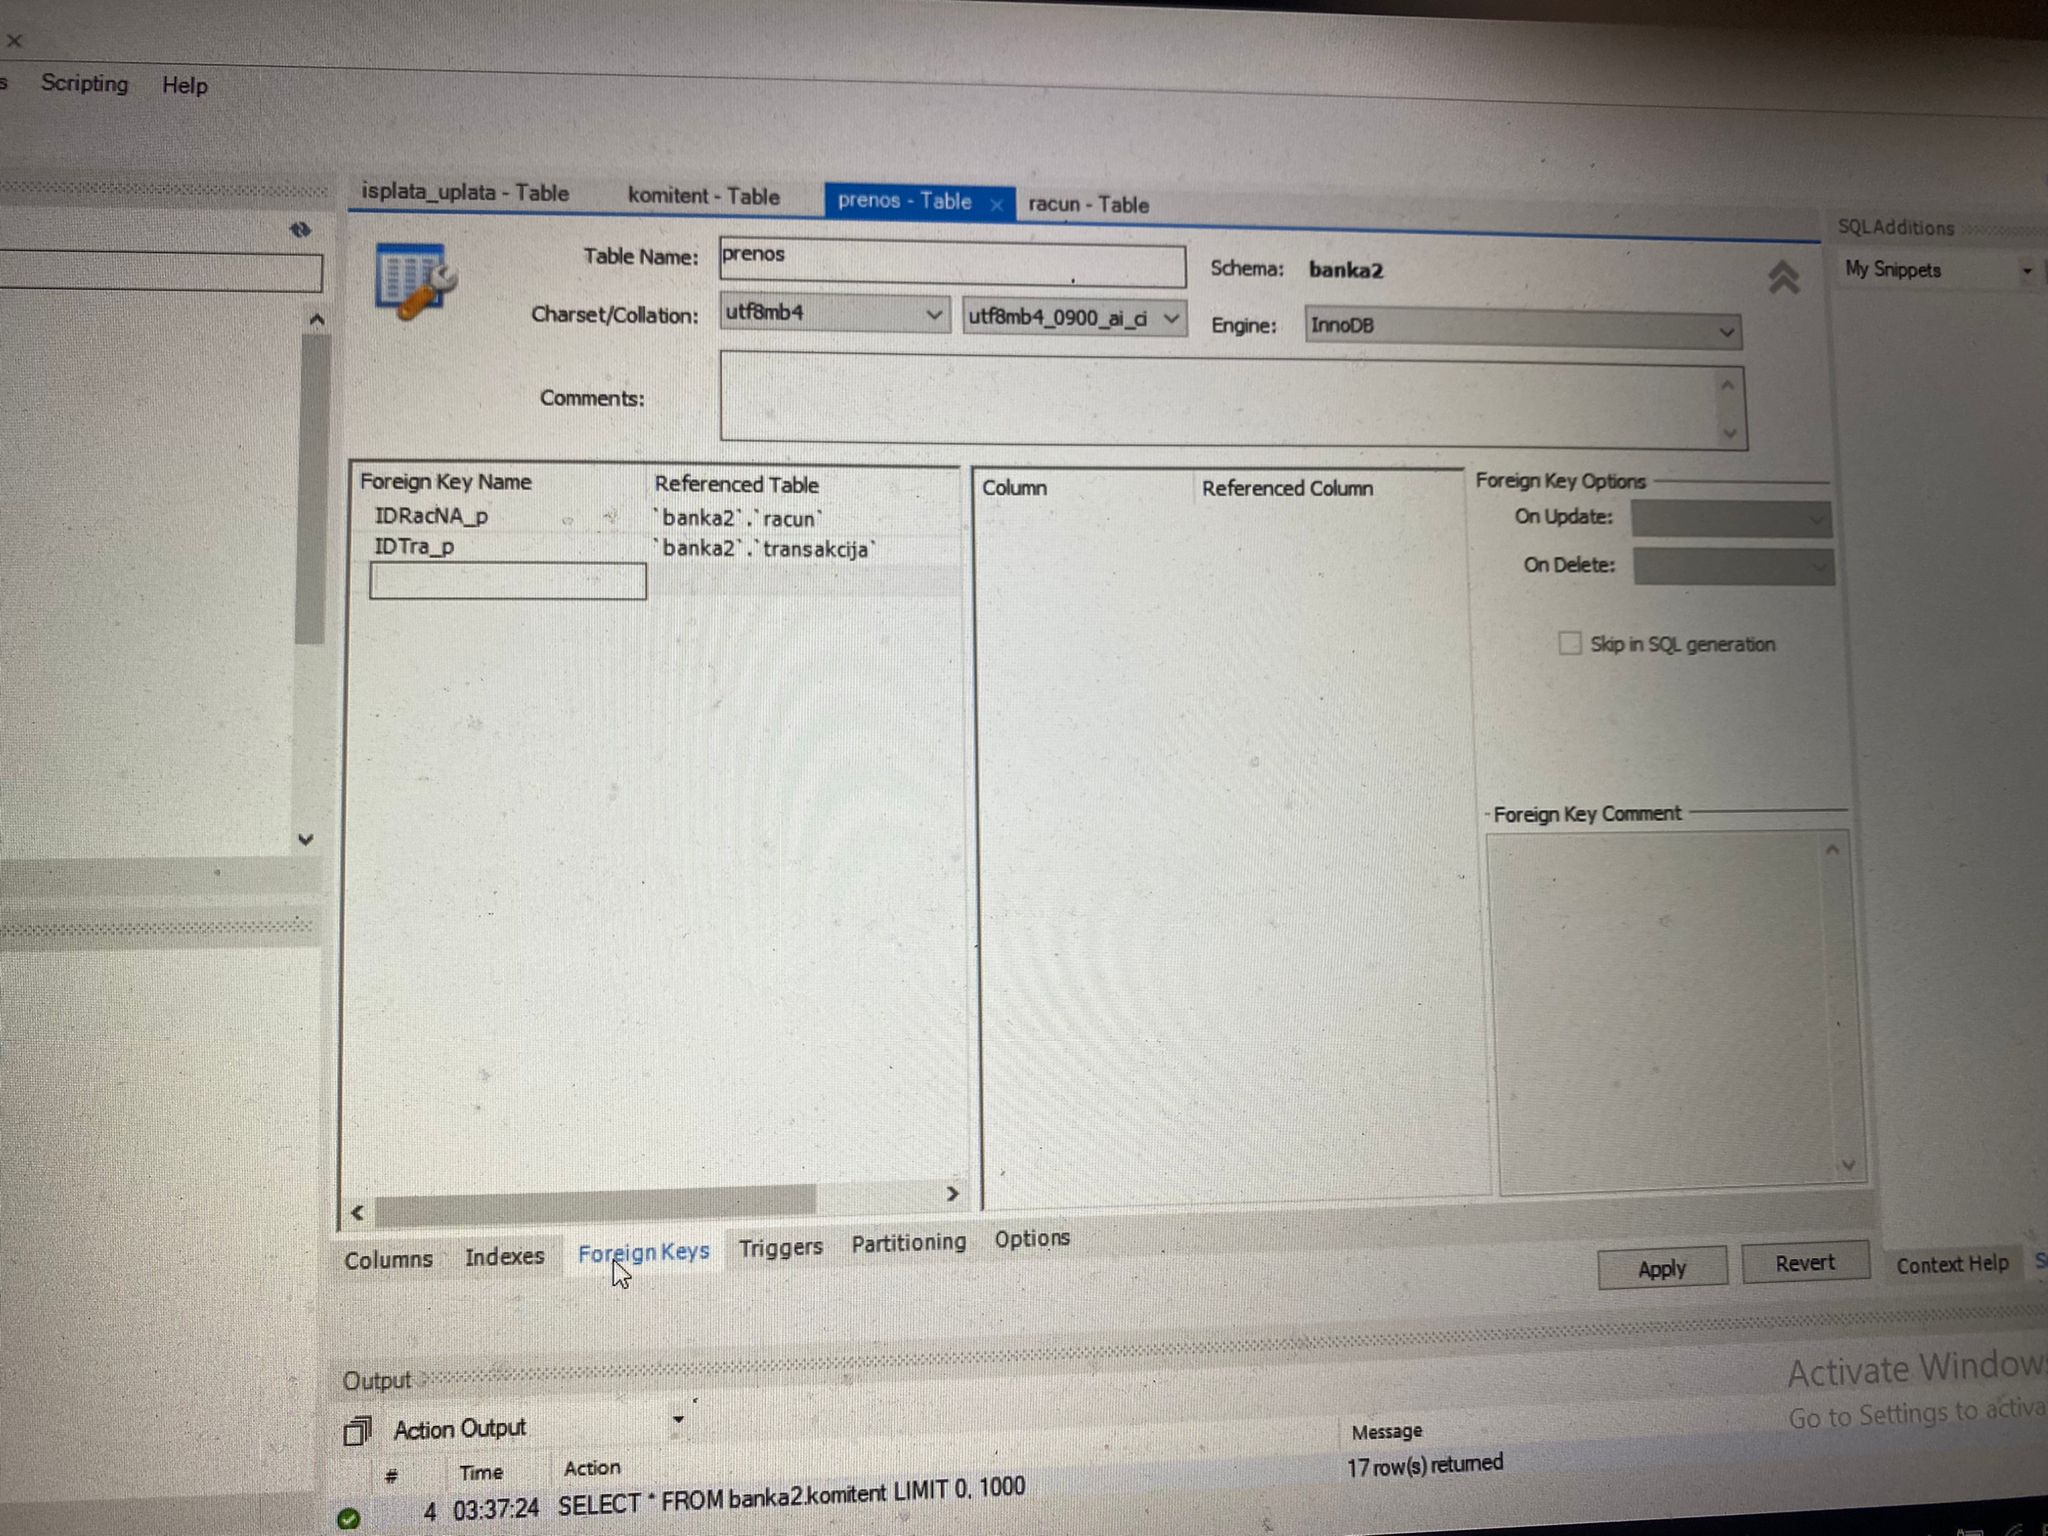 Scripting Help
isplata_uplata - Table komitent - Table prenos - Table racun - Table
SQLAdditions
My Snippets
Table Name: prenos Schema: banka2
Charset/Collation: utf8mb4 utf8mb4_0900_ai_ci Engine: InnoDB
Comments:
Foreign Key Name Referenced Table
IDRacNA_p `banka2`.`racun`
IDTra_p `banka2`.`transakcija`
Column Referenced Column
Foreign Key Options
On Update:
On Delete:
Skip in SQL generation
Foreign Key Comment
Columns Indexes Foreign Keys Triggers Partitioning Options
Apply Revert
Context Help
Output
Activate Windows
Go to Settings to activa
Action Output
# Time Action Message
4 03:37:24 SELECT * FROM banka2.komitent LIMIT 0, 1000 17 row(s) returned